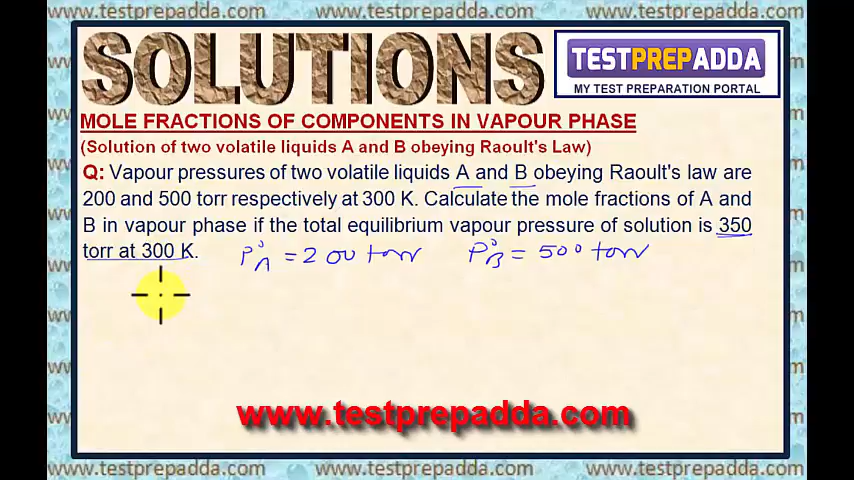 www.testprepadda.com www.testprepadda.com www.testprepadda.com
SOLUTIONS
TESTPREPADDA
MY TEST PREPARATION PORTAL
MOLE FRACTIONS OF COMPONENTS IN VAPOUR PHASE
(Solution of two volatile liquids A and B obeying Raoult's Law)
Q: Vapour pressures of two volatile liquids A and B obeying Raoult's law are
200 and 500 torr respectively at 300 K. Calculate the mole fractions of A and
B in vapour phase if the total equilibrium vapour pressure of solution is 350
torr at 300 K. P°A = 200 torr P°B = 500 torr
www.testprepadda.com
www.testprepadda.com www.testprepadda.com www.testprepadda.com